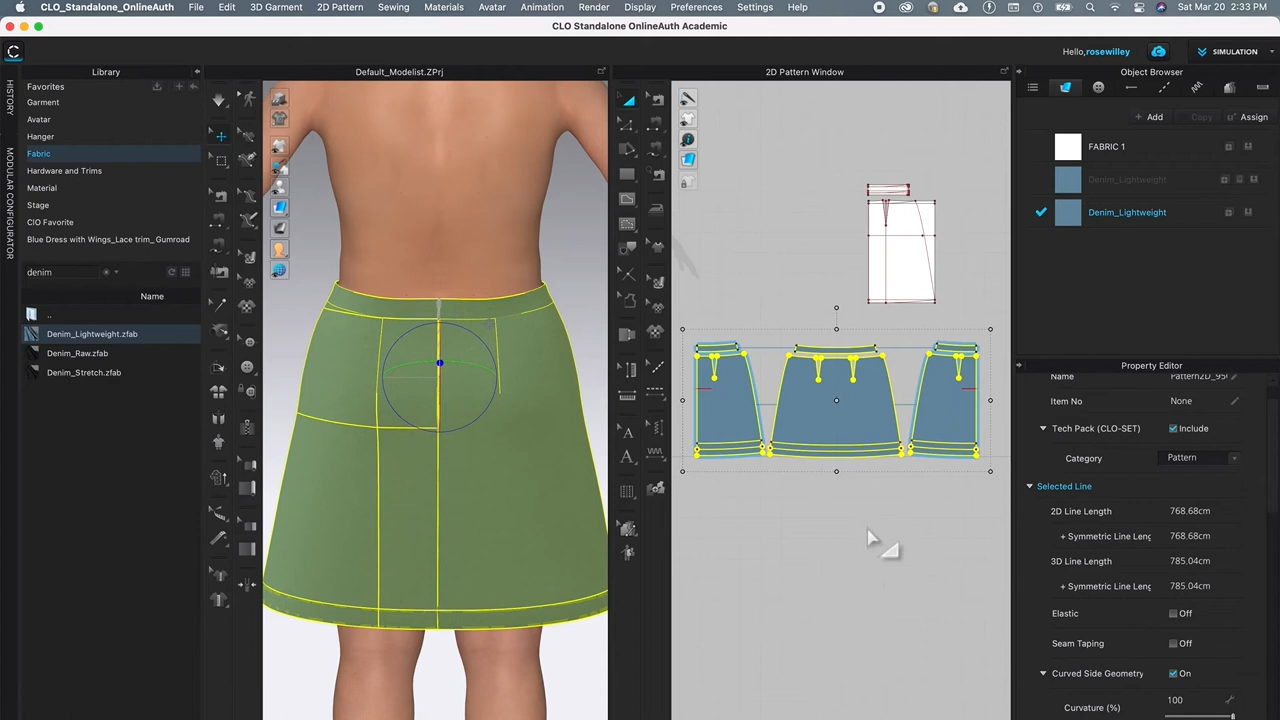 CLO_Standalone_OnlineAuth File Edit 3D Garment 2D Pattern Sewing Materials Avatar Animation Render Display Preferences Settings Help Sat Mar 20 2:33 PM
CLO Standalone OnlineAuth Academic
Hello, rosewilley SIMULATION
Library Default_Modelist.ZPrj 2D Pattern Window Object Browser
HISTORY
MODULAR CONFIGURATOR
Favorites
Garment
Avatar
Hanger
Fabric
Hardware and Trims
Material
Stage
ClO Favorite
Blue Dress with Wings_Lace trim_Gumroad
denim
Name
..
Denim_Lightweight.zfab
Denim_Raw.zfab
Denim_Stretch.zfab
+ Add Copy Assign
FABRIC 1
Denim_Lightweight
Denim_Lightweight
Property Editor
Name Pattern2D_95
Item No None
Tech Pack (CLO-SET) Include
Category Pattern
Selected Line
2D Line Length 768.68cm
+ Symmetric Line Leng 768.68cm
3D Line Length 785.04cm
+ Symmetric Line Leng 785.04cm
Elastic Off
Seam Taping Off
Curved Side Geometry On
Curvature (%) 100